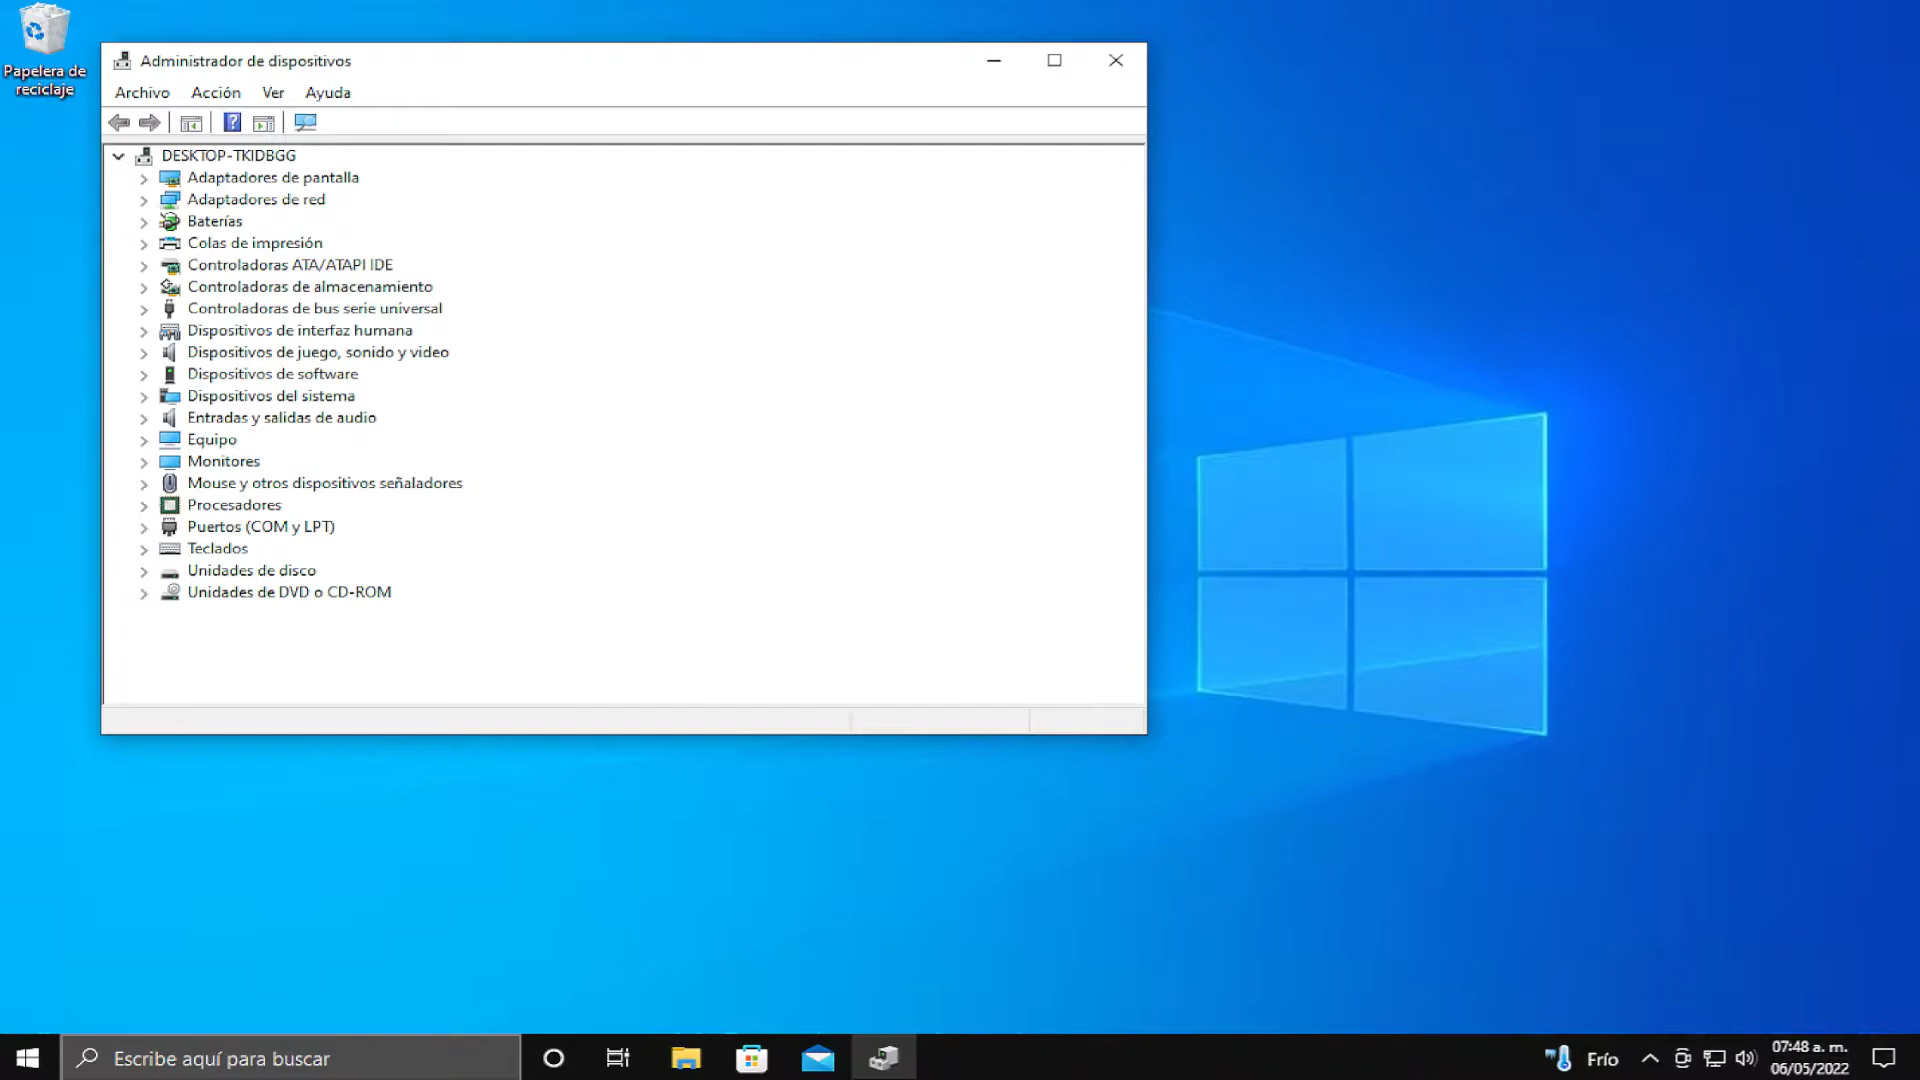 Papelera de
reciclaje
Administrador de dispositivos
Archivo Acción Ver Ayuda
DESKTOP-TKIDBGG
Adaptadores de pantalla
Adaptadores de red
Baterías
Colas de impresión
Controladoras ATA/ATAPI IDE
Controladoras de almacenamiento
Controladoras de bus serie universal
Dispositivos de interfaz humana
Dispositivos de juego, sonido y video
Dispositivos de software
Dispositivos del sistema
Entradas y salidas de audio
Equipo
Monitores
Mouse y otros dispositivos señaladores
Procesadores
Puertos (COM y LPT)
Teclados
Unidades de disco
Unidades de DVD o CD-ROM
Escribe aquí para buscar
Frío
07:48 a. m.
06/05/2022